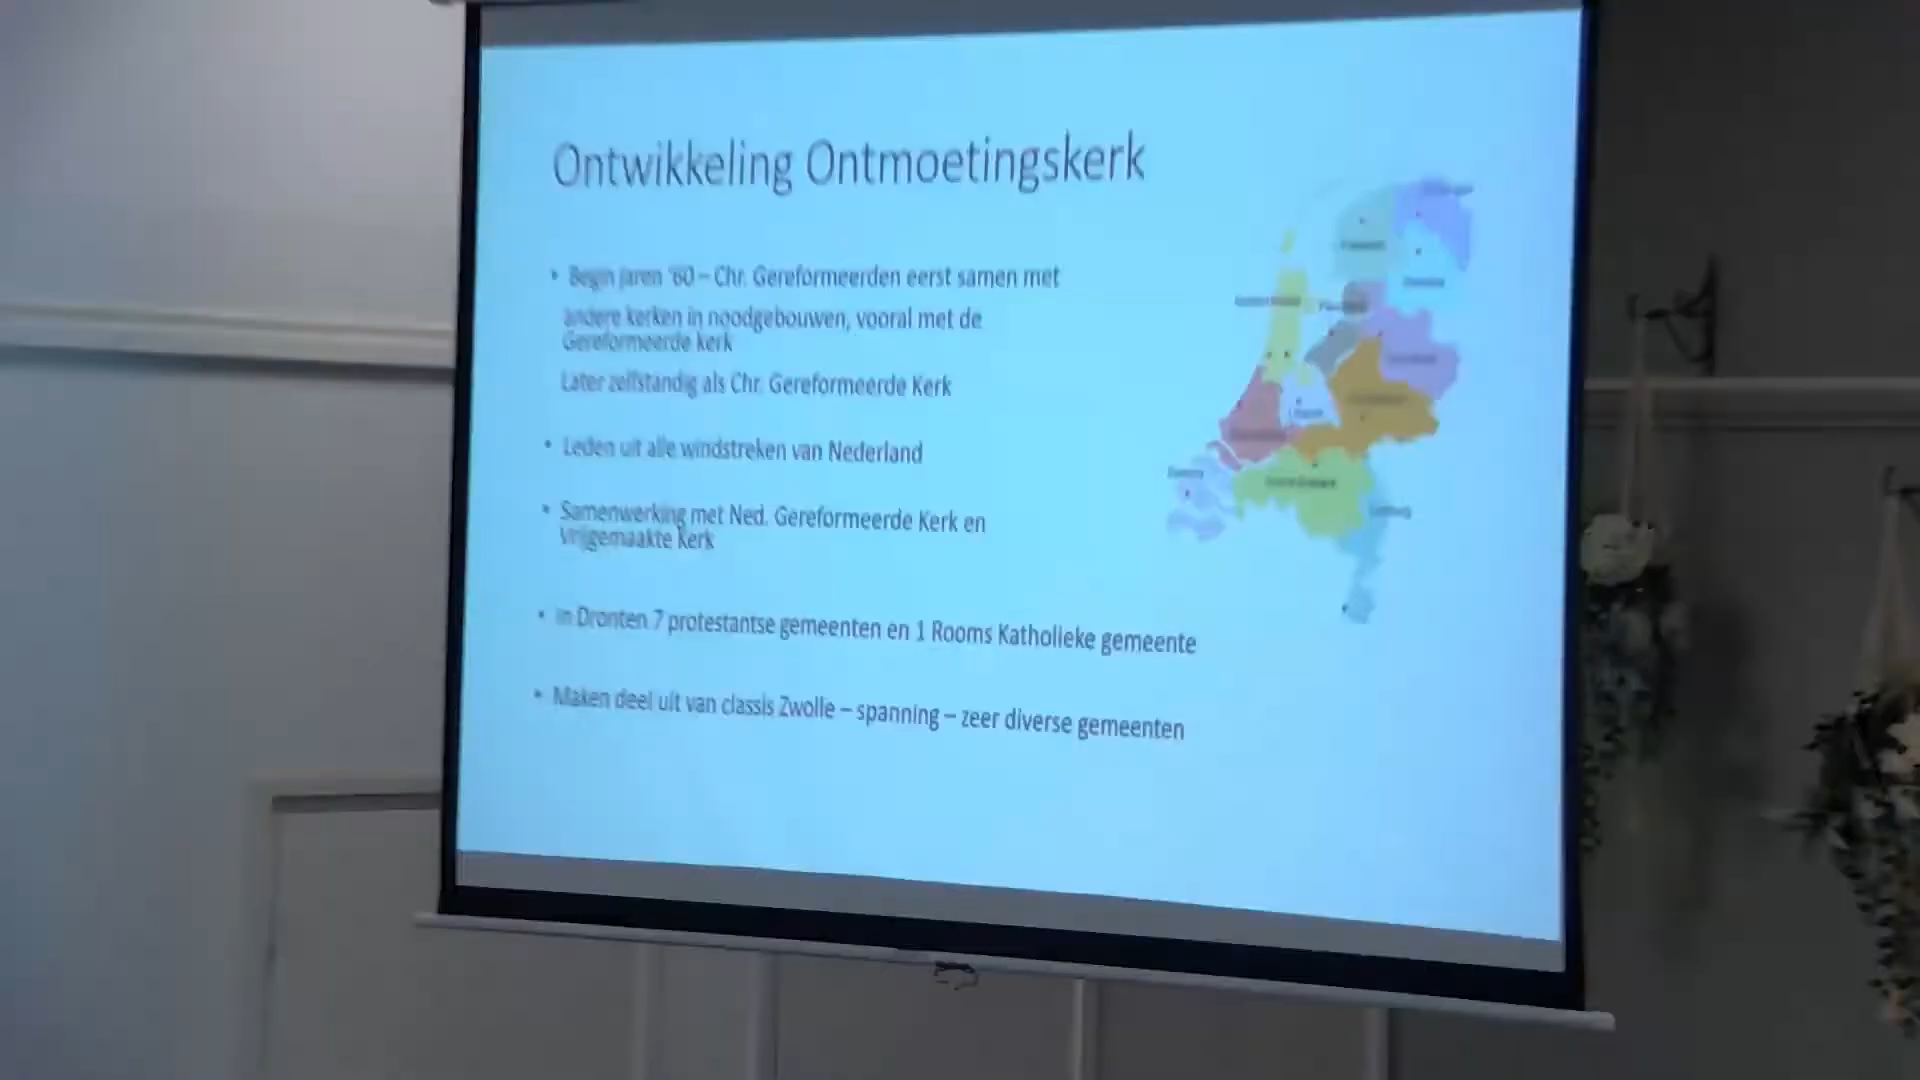 Ontwikkeling Ontmoetingskerk
• Begin jaren '60 – Chr. Gereformeerden eerst samen met
andere kerken in noodgebouwen, vooral met de
Gereformeerde kerk
Later zelfstandig als Chr. Gereformeerde Kerk
• Leden uit alle windstreken van Nederland
• Samenwerking met Ned. Gereformeerde Kerk en
Vrijgemaakte kerk
• In Dronten 7 protestantse gemeenten en 1 Rooms Katholieke gemeente
• Maken deel uit van classis Zwolle – spanning – zeer diverse gemeenten